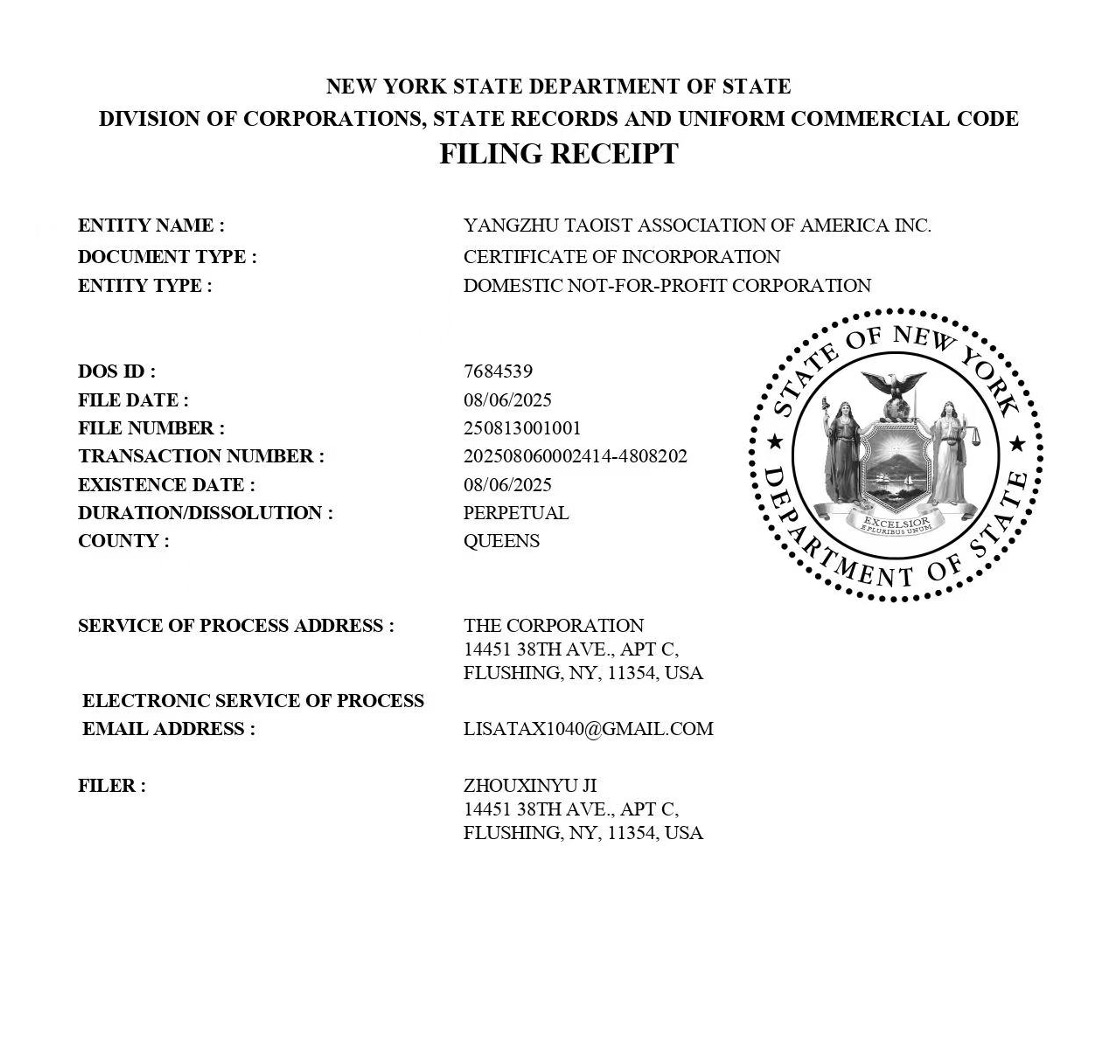 NEW YORK STATE DEPARTMENT OF STATE
DIVISION OF CORPORATIONS, STATE RECORDS AND UNIFORM COMMERCIAL CODE
FILING RECEIPT
ENTITY NAME : YANGZHU TAOIST ASSOCIATION OF AMERICA INC.
DOCUMENT TYPE : CERTIFICATE OF INCORPORATION
ENTITY TYPE : DOMESTIC NOT-FOR-PROFIT CORPORATION
DOS ID : 7684539
FILE DATE : 08/06/2025
FILE NUMBER : 250813001001
TRANSACTION NUMBER : 202508060002414-4808202
EXISTENCE DATE : 08/06/2025
DURATION/DISSOLUTION : PERPETUAL
COUNTY : QUEENS
STATE OF NEW YORK
DEPARTMENT OF STATE
EXCELSIOR
E PLURIBUS UNUM
SERVICE OF PROCESS ADDRESS : THE CORPORATION
14451 38TH AVE., APT C,
FLUSHING, NY, 11354, USA
ELECTRONIC SERVICE OF PROCESS
EMAIL ADDRESS : LISATAX1040@GMAIL.COM
FILER : ZHOUXINYU JI
14451 38TH AVE., APT C,
FLUSHING, NY, 11354, USA